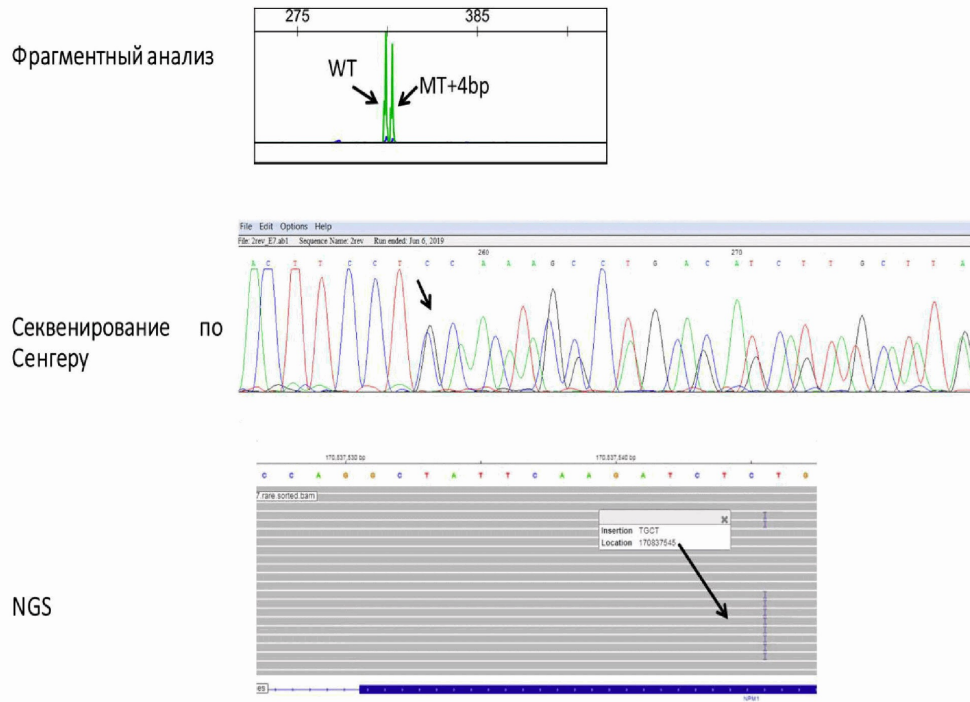 275 385
Фрагментный анализ
WT
MT+4bp
File Edit Options Help
File: 2rev_E7.ab1 Sequence Name: 2rev Run ended: Jun 6, 2019
260 270
A C T T C C T C C A A A G C C T G A C A T C T T G C T T A
Секвенирование по
Сенгеру
170,837,530 bp 170,837,540 bp
C C A G G C T A T T C A A G A T C T C T G
7.rare.sorted.bam
Insertion TGCT
Location 170837545
NGS
es
NPM1